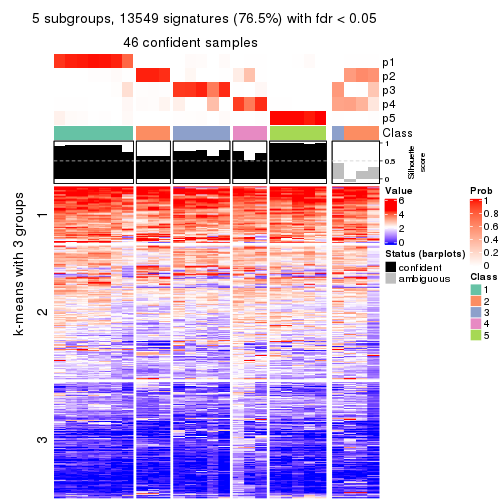 5 subgroups, 13549 signatures (76.5%) with fdr < 0.05
46 confident samples
p1
p2
p3
p4
p5
Class
1
0.5
0
Silhouette
score
k-means with 3 groups
1
2
3
Value
6
4
2
0
Status (barplots)
confident
ambiguous
Prob
1
0.8
0.6
0.4
0.2
0
Class
1
2
3
4
5